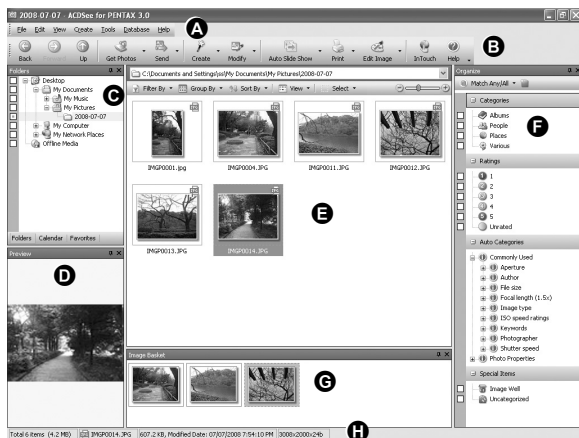 2008-07-07 - ACDSee for PENTAX 3.0
File Edit View Create Tools Database Help
A
Back Up Get Photos Send Create Modify Auto Slide Show Print Edit Image InTouch Help
B
Folders
Desktop
My Documents
My Music
My Pictures
2008-07-07
My Computer
My Network Places
Offline Media
C
Folders Calendar Favorites
Preview
D
C:\Documents and Settings\ss\My Documents\My Pictures\2008-07-07
Filter By Group By Sort By View Select
IMGP0001.jpg IMGP0004.JPG IMGP0011.JPG IMGP0012.JPG
IMGP0013.JPG IMGP0014.JPG
E
Image Basket
G
Organize
Match Any/All
Categories
Albums
People
Places
Various
F
Ratings
1
2
3
4
5
Unrated
Auto Categories
Commonly Used
Aperture
Author
File size
Focal length (1.5x)
Image type
ISO speed ratings
Keywords
Photographer
Shutter speed
Photo Properties
Special Items
Image Well
Uncategorized
Total 6 items (4.2 MB) IMGP0014.JPG 607.2 KB, Modified Date: 07/07/2008 7:54:10 PM 3008x2000x24b
H